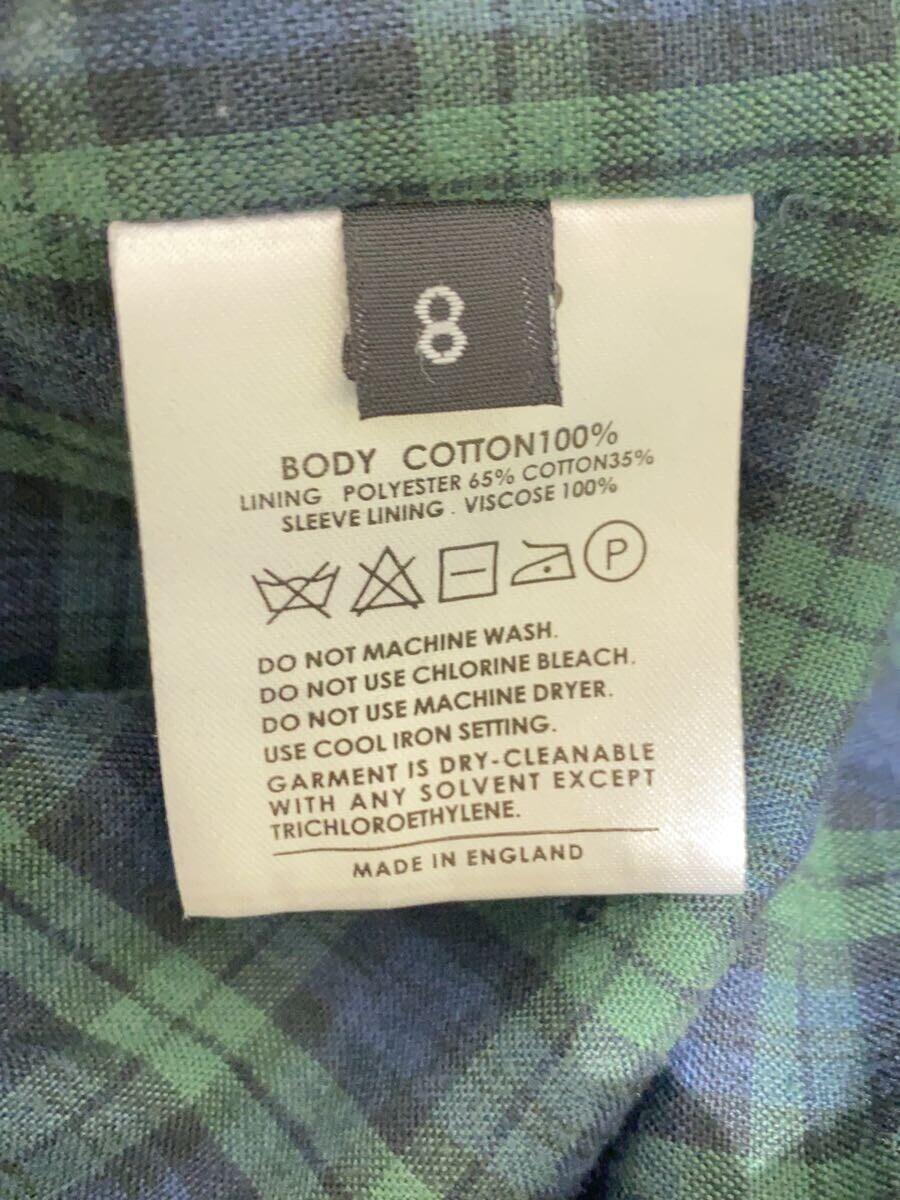 8
BODY COTTON100%
LINING POLYESTER 65% COTTON35%
SLEEVE LINING . VISCOSE 100%
P
DO NOT MACHINE WASH.
DO NOT USE CHLORINE BLEACH.
DO NOT USE MACHINE DRYER.
USE COOL IRON SETTING.
GARMENT IS DRY-CLEANABLE
WITH ANY SOLVENT EXCEPT
TRICHLOROETHYLENE.
MADE IN ENGLAND